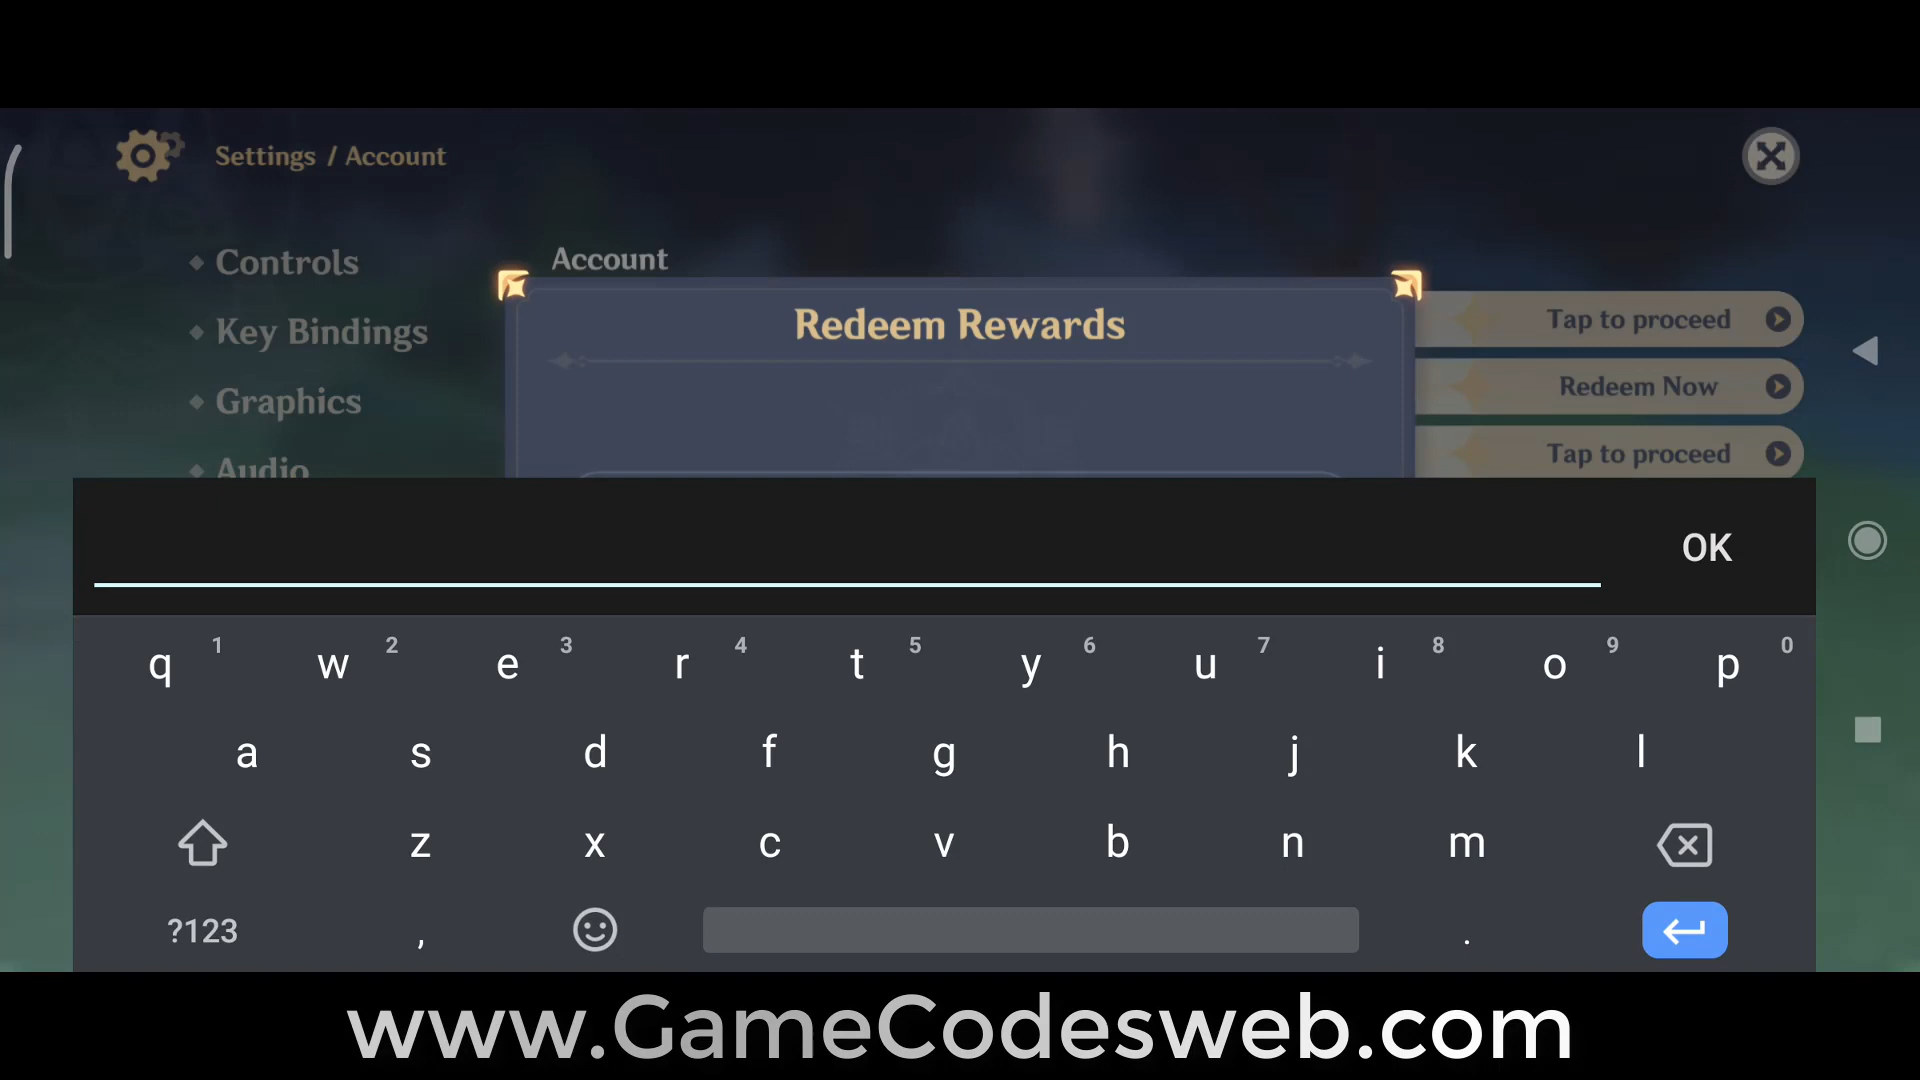 Settings / Account
Controls
Key Bindings
Graphics
Audio
Account
Redeem Rewards
Tap to proceed
Redeem Now
Tap to proceed
OK
q 1 w 2 e 3 r 4 t 5 y 6 u 7 i 8 o 9 p 0
a s d f g h j k l
z x c v b n m
?123 , .
www.GameCodesweb.com